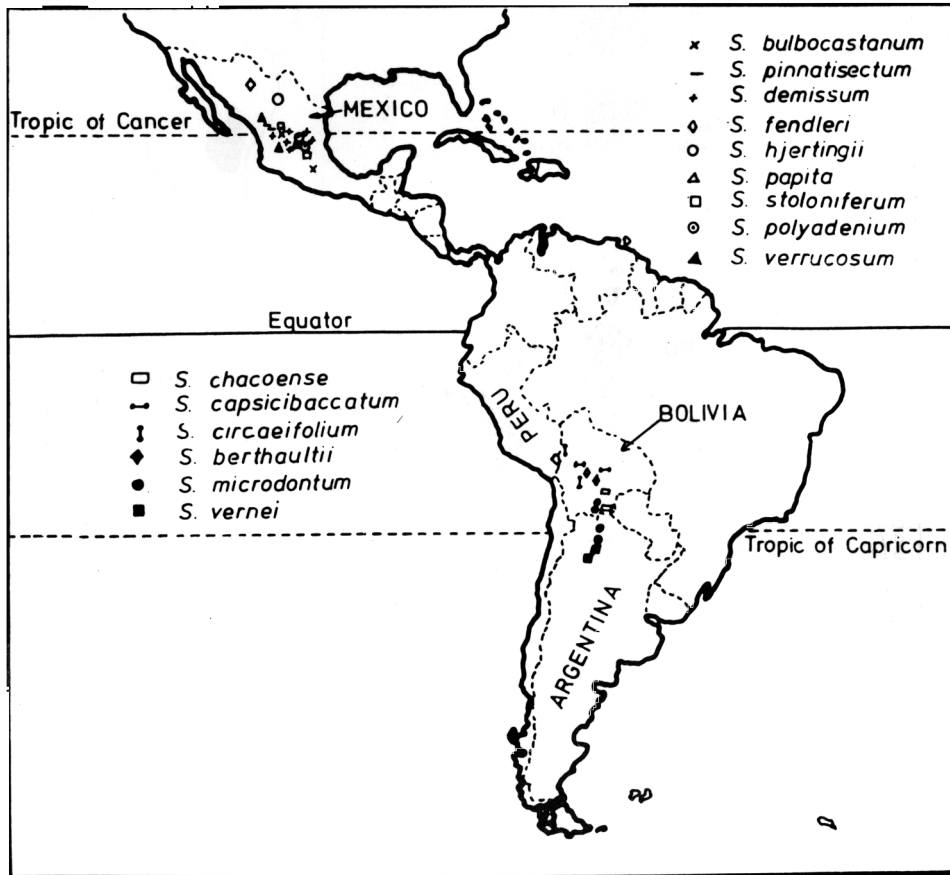 S. bulbocastanum
S. pinnatisectum
S. demissum
S. fendleri
S. hjertingii
S. papita
S. stoloniferum
S. polyadenium
S. verrucosum
MEXICO
Tropic of Cancer
Equator
S. chacoense
S. capsicibaccatum
S. circaeifolium
S. berthaultii
S. microdontum
S. vernei
PERU
BOLIVIA
Tropic of Capricorn
ARGENTINA